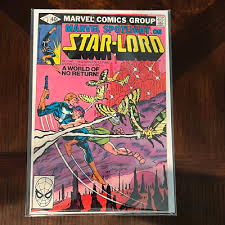 MARVEL COMICS GROUP
MARVEL SPOTLIGHT ON
STAR-LORD
A WORLD OF
NO RETURN!